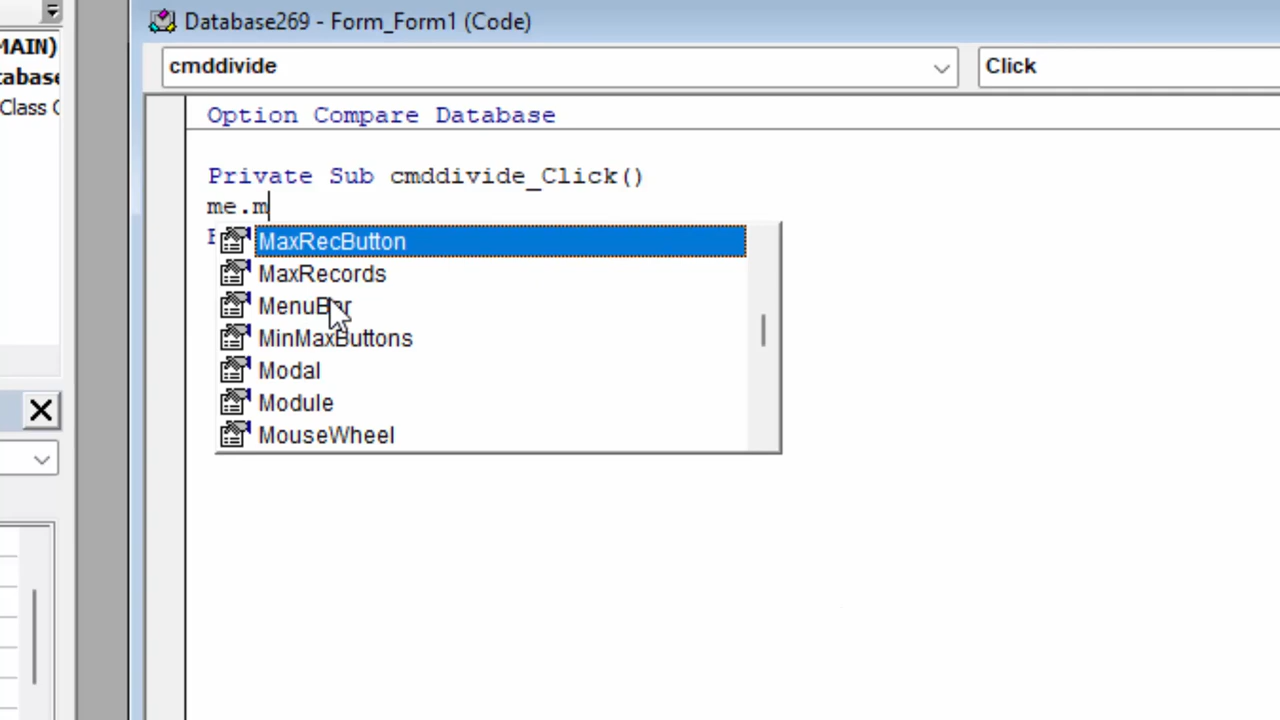 Database269 - Form_Form1 (Code)
MAIN)
tabase
Class C
cmddivide
Click
Option Compare Database
Private Sub cmddivide_Click()
me.m
E
MaxRecButton
MaxRecords
MenuBar
MinMaxButtons
Modal
Module
MouseWheel